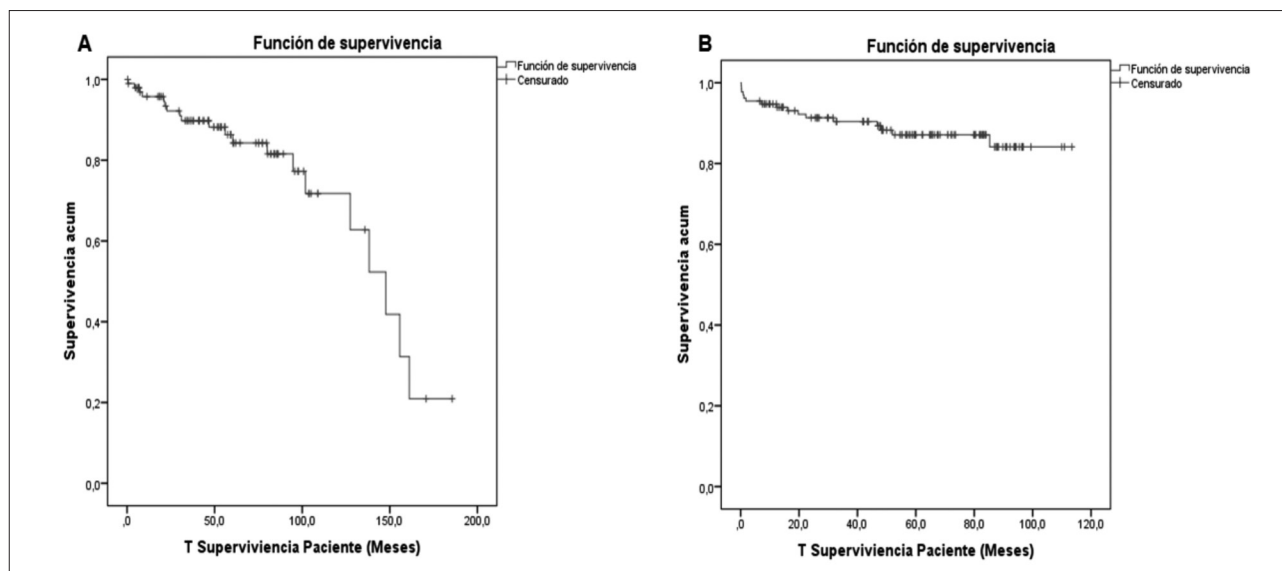 A
Función de supervivencia
Función de supervivencia
Censurado
1,0
0,8
0,6
0,4
0,2
0,0
Supervivencia acum
,0
50,0
100,0
150,0
200,0
T Superviviencia Paciente (Meses)
B
Función de supervivencia
Función de supervivencia
Censurado
1,0
0,8
0,6
0,4
0,2
0,0
Supervivencia acum
,0
20,0
40,0
60,0
80,0
100,0
120,0
T Superviviencia Paciente (Meses)